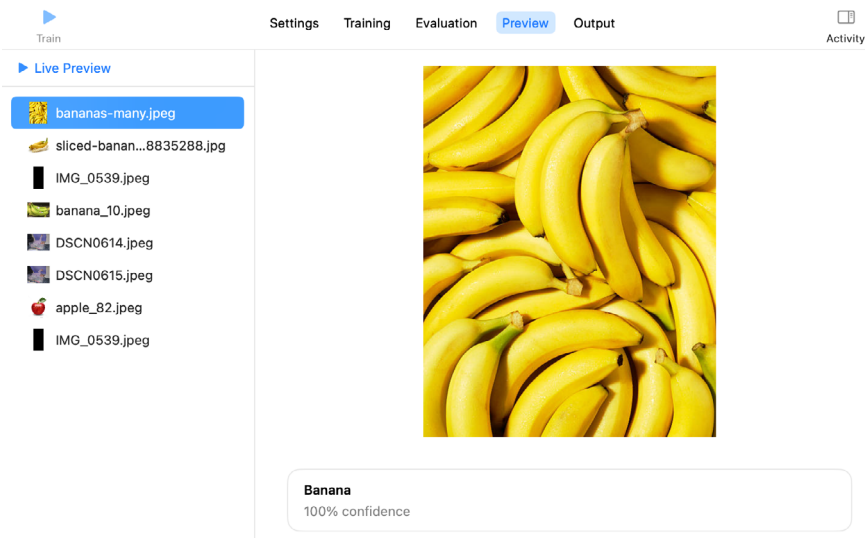 Train
Settings
Training
Evaluation
Preview
Output
Activity
Live Preview
bananas-many.jpeg
sliced-banan...8835288.jpg
IMG_0539.jpeg
banana_10.jpeg
DSCN0614.jpeg
DSCN0615.jpeg
apple_82.jpeg
IMG_0539.jpeg
Banana
100% confidence